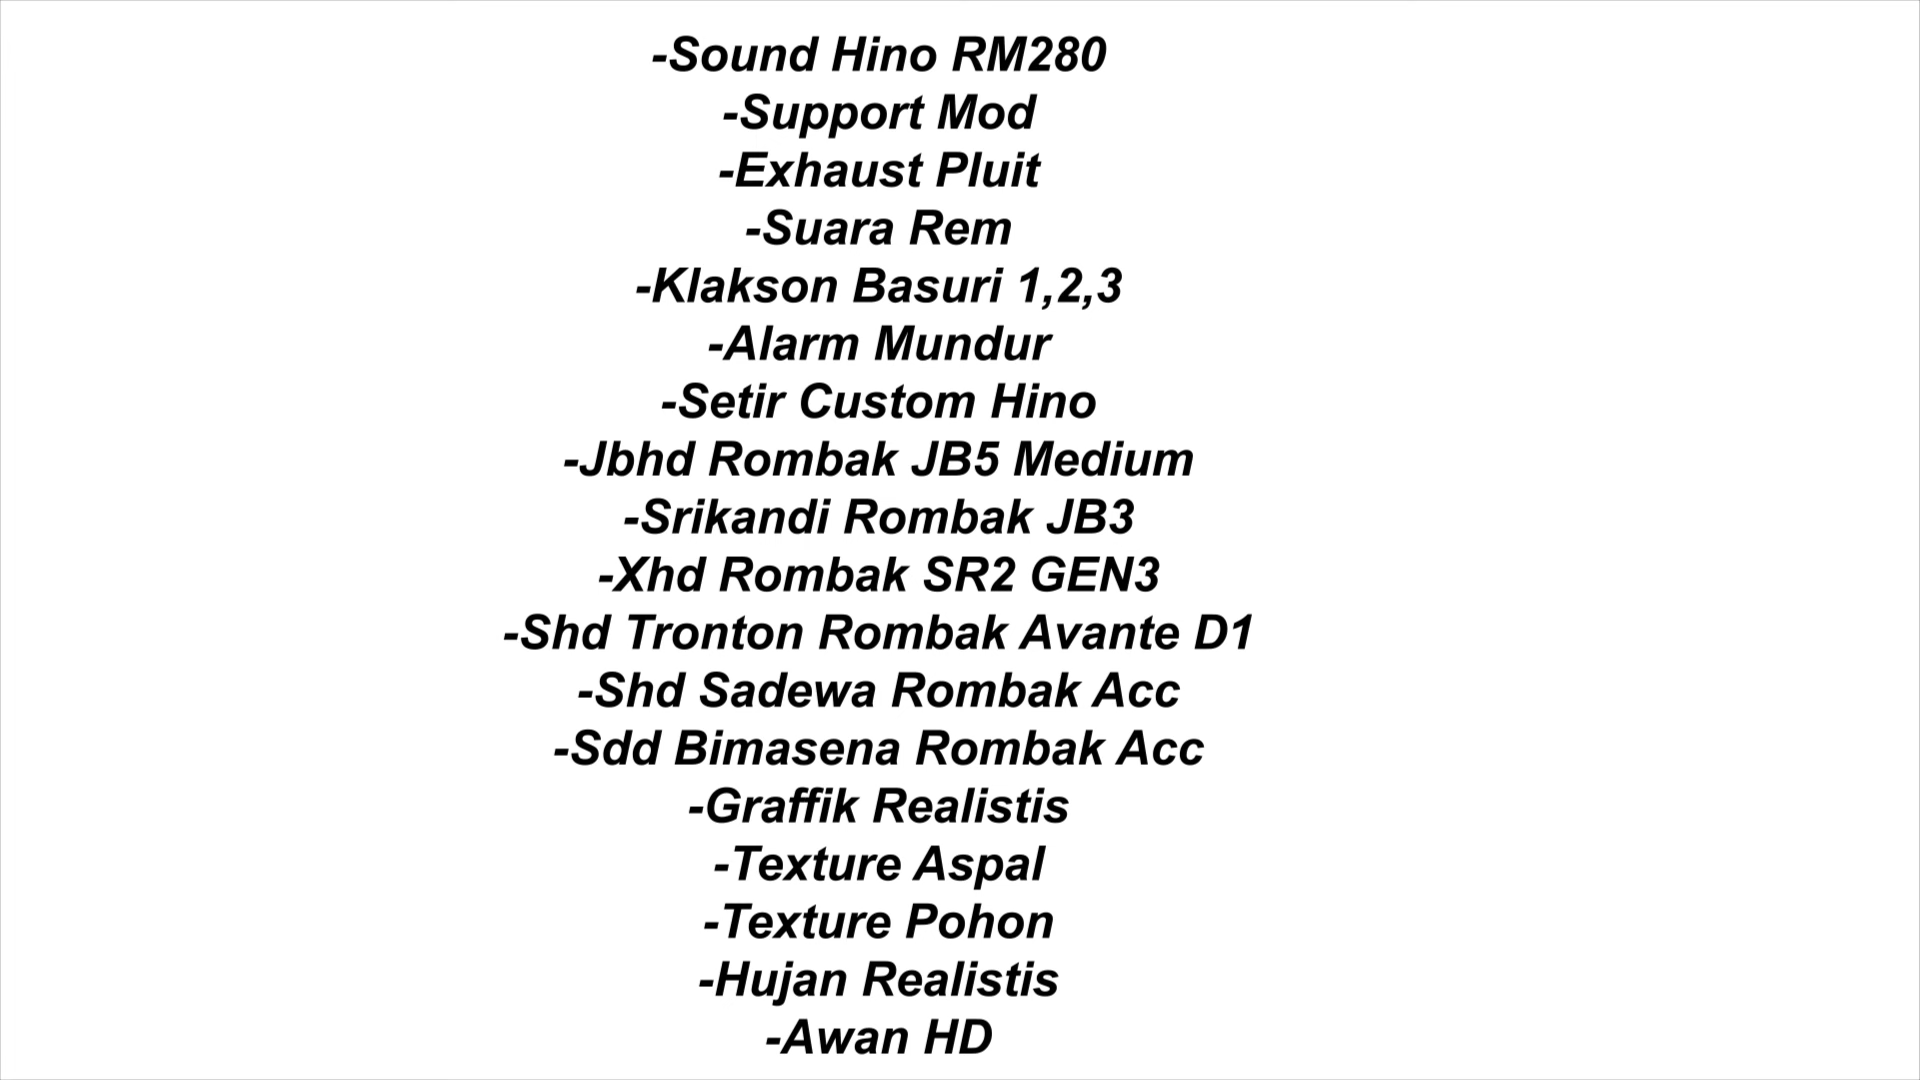 -Sound Hino RM280
-Support Mod
-Exhaust Pluit
-Suara Rem
-Klakson Basuri 1,2,3
-Alarm Mundur
-Setir Custom Hino
-Jbhd Rombak JB5 Medium
-Srikandi Rombak JB3
-Xhd Rombak SR2 GEN3
-Shd Tronton Rombak Avante D1
-Shd Sadewa Rombak Acc
-Sdd Bimasena Rombak Acc
-Graffik Realistis
-Texture Aspal
-Texture Pohon
-Hujan Realistis
-Awan HD